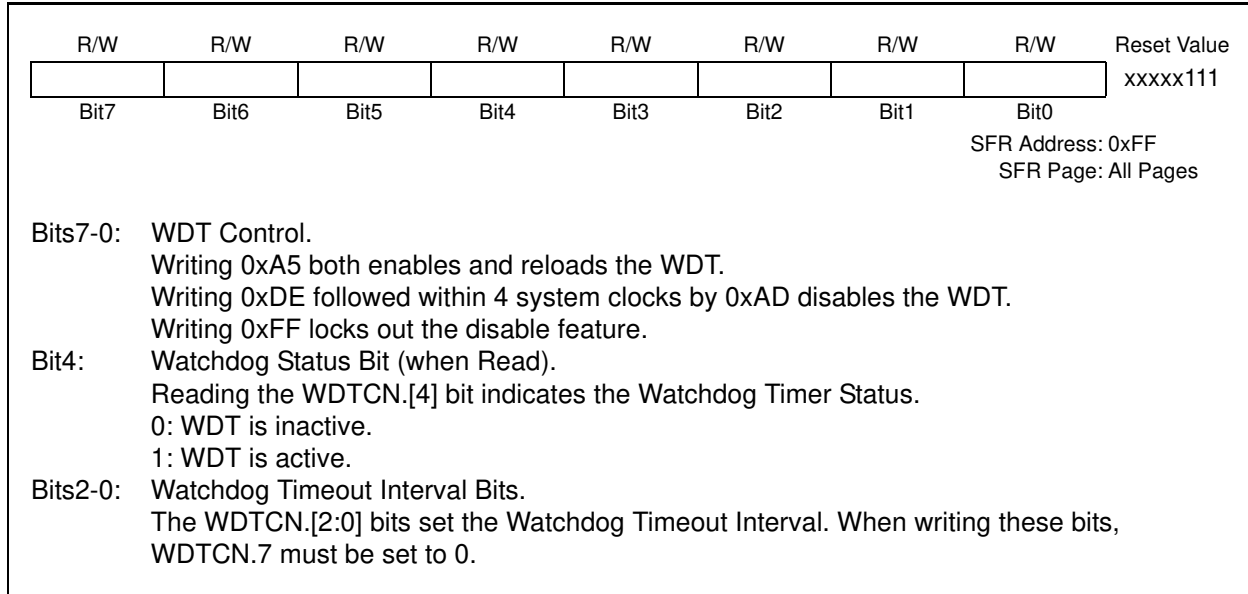 R/W R/W R/W R/W R/W R/W R/W R/W Reset Value
xxxxx111
Bit7 Bit6 Bit5 Bit4 Bit3 Bit2 Bit1 Bit0
SFR Address: 0xFF
SFR Page: All Pages
Bits7-0: WDT Control.
Writing 0xA5 both enables and reloads the WDT.
Writing 0xDE followed within 4 system clocks by 0xAD disables the WDT.
Writing 0xFF locks out the disable feature.
Bit4: Watchdog Status Bit (when Read).
Reading the WDTCN.[4] bit indicates the Watchdog Timer Status.
0: WDT is inactive.
1: WDT is active.
Bits2-0: Watchdog Timeout Interval Bits.
The WDTCN.[2:0] bits set the Watchdog Timeout Interval. When writing these bits,
WDTCN.7 must be set to 0.